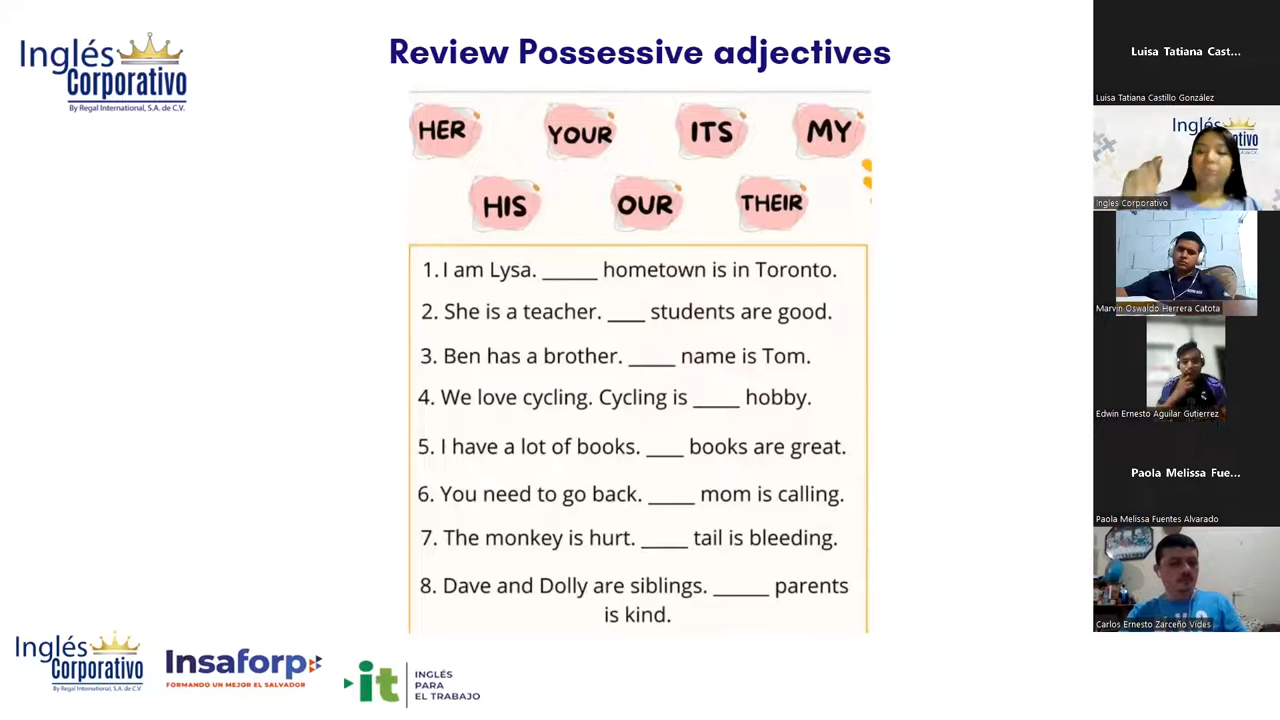 Inglés
Corporativo
By Regal International, S.A. de C.V.
Review Possessive adjectives
HER
YOUR
ITS
MY
HIS
OUR
THEIR
1. I am Lysa. ______ hometown is in Toronto.
2. She is a teacher. ____ students are good.
3. Ben has a brother. _____ name is Tom.
4. We love cycling. Cycling is _____ hobby.
5. I have a lot of books. ____ books are great.
6. You need to go back. _____ mom is calling.
7. The monkey is hurt. _____ tail is bleeding.
8. Dave and Dolly are siblings. ______ parents
is kind.
Inglés
Corporativo
By Regal International, S.A. de C.V.
Insaforp
FORMANDO UN MEJOR EL SALVADOR
it
INGLÉS
PARA
EL TRABAJO
Luisa Tatiana Cast...
Luisa Tatiana Castillo González
Inglés
Ingles Corporativo
Marvin Oswaldo Herrera Catota
Edwin Ernesto Aguilar Gutierrez
Paola Melissa Fue...
Paola Melissa Fuentes Alvarado
Carlos Ernesto Zarceño Vides